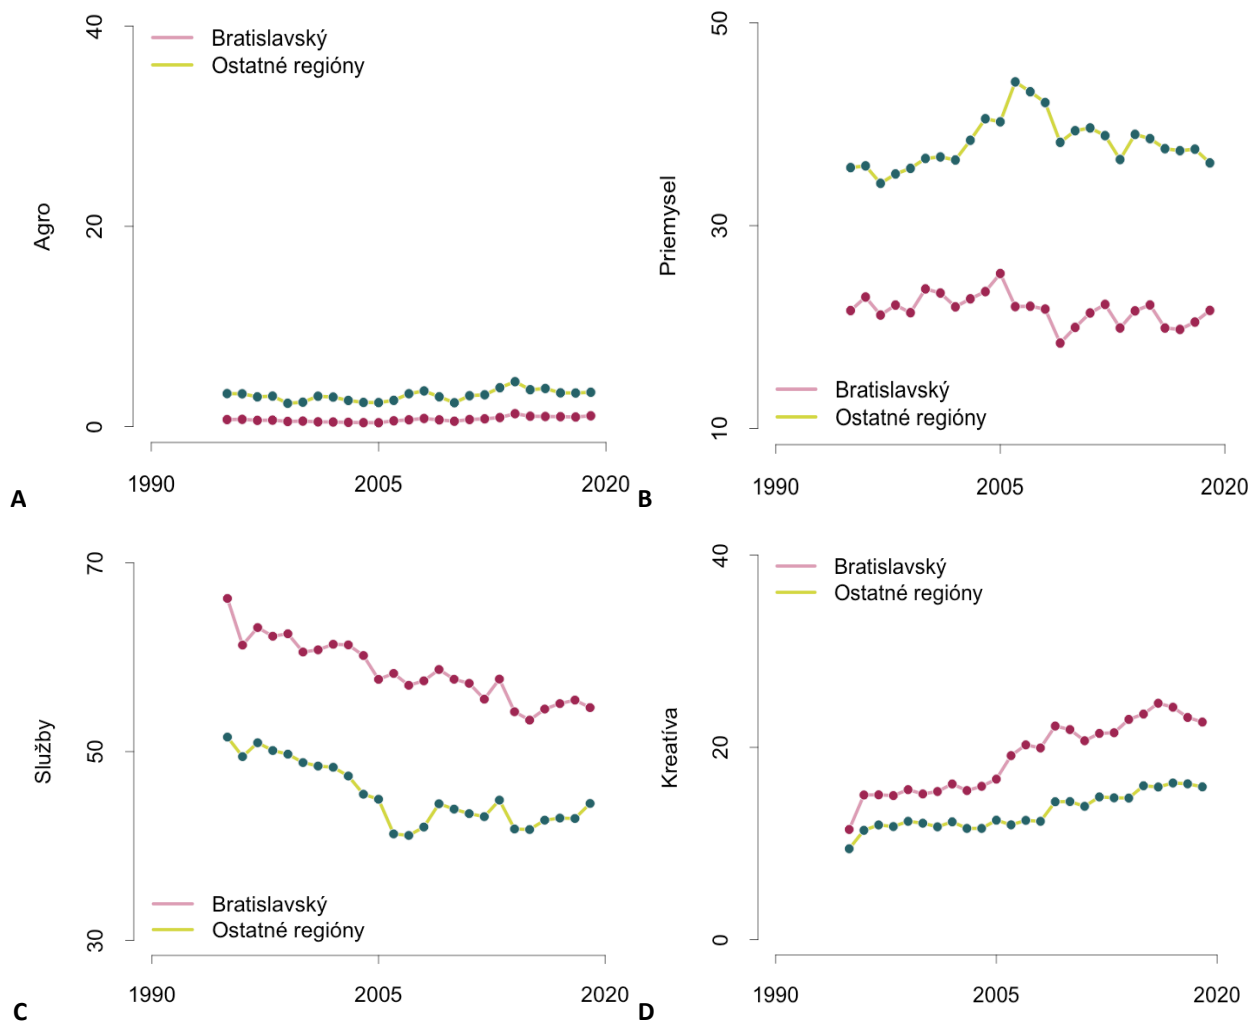 Bratislavský
Ostatné regióny
Agro
40
20
0
1990
2005
2020
A
Priemysel
50
30
10
Bratislavský
Ostatné regióny
1990
2005
2020
B
Služby
70
50
30
Bratislavský
Ostatné regióny
1990
2005
2020
C
Bratislavský
Ostatné regióny
Kreatíva
40
20
0
1990
2005
2020
D